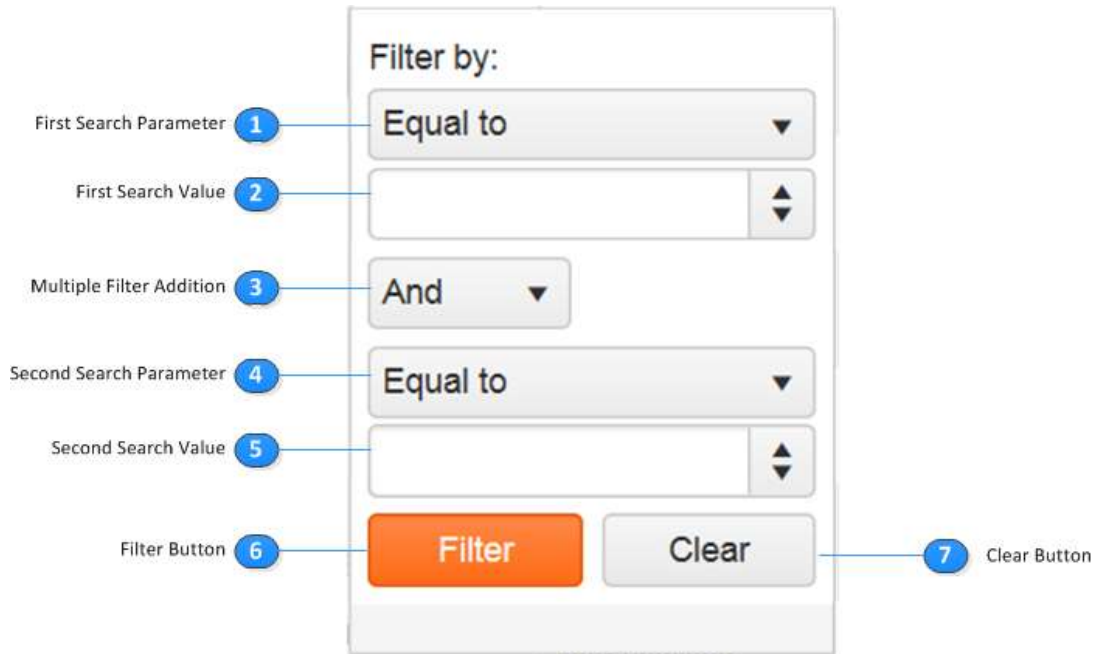 Filter by:
First Search Parameter 1 Equal to
First Search Value 2
Multiple Filter Addition 3 And
Second Search Parameter 4 Equal to
Second Search Value 5
Filter Button 6 Filter Clear 7 Clear Button